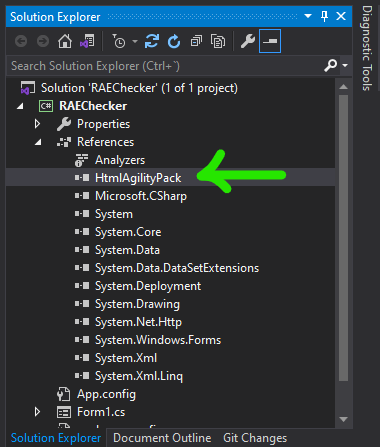 Solution Explorer
Search Solution Explorer (Ctrl+`)
Solution 'RAEChecker' (1 of 1 project)
C# RAEChecker
Properties
References
Analyzers
HtmlAgilityPack
Microsoft.CSharp
System
System.Core
System.Data
System.Data.DataSetExtensions
System.Deployment
System.Drawing
System.Net.Http
System.Windows.Forms
System.Xml
System.Xml.Linq
App.config
Form1.cs
Solution Explorer Document Outline Git Changes
Diagnostic Tools